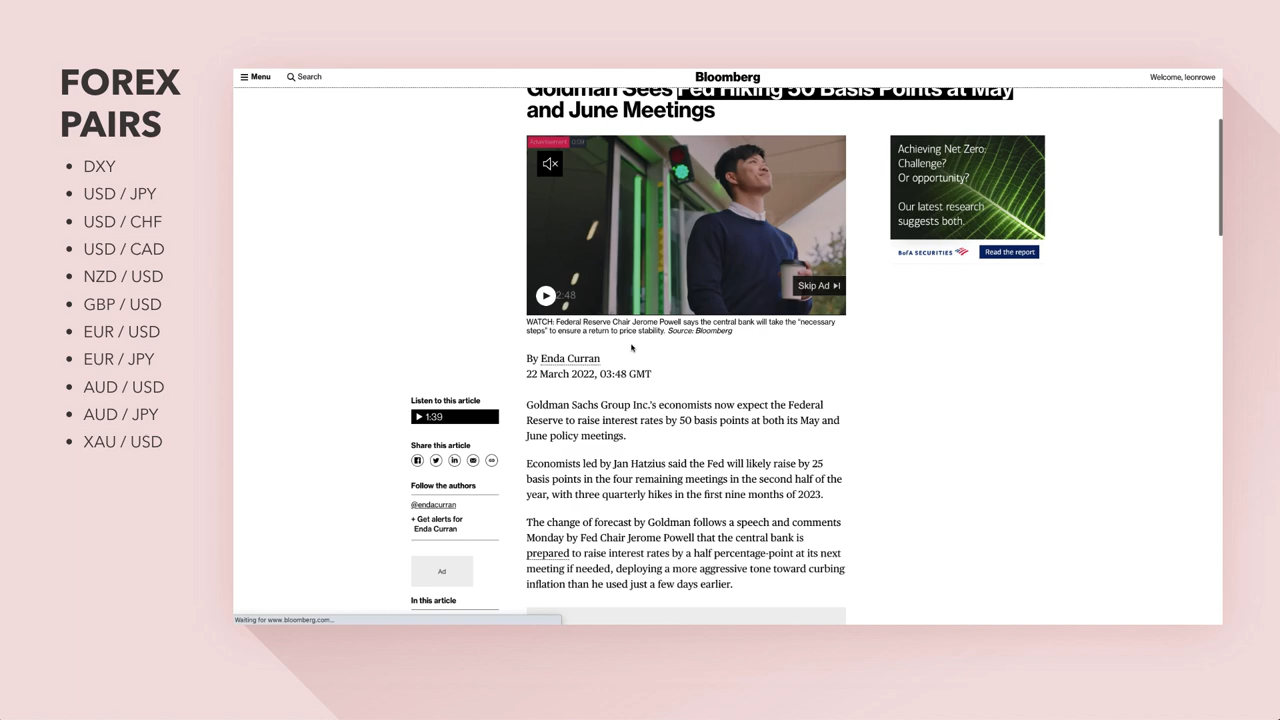 FOREX
PAIRS
• DXY
• USD / JPY
• USD / CHF
• USD / CAD
• NZD / USD
• GBP / USD
• EUR / USD
• EUR / JPY
• AUD / USD
• AUD / JPY
• XAU / USD
Menu
Search
Bloomberg
Welcome, leonrowe
Goldman Sees Fed Hiking 50 Basis Points at May
and June Meetings
Advertisement 0:09
Skip Ad
2:48
WATCH: Federal Reserve Chair Jerome Powell says the central bank will take the "necessary
steps" to ensure a return to price stability. Source: Bloomberg
Achieving Net Zero:
Challenge?
Or opportunity?
Our latest research
suggests both.
BofA SECURITIES
Read the report
By Enda Curran
22 March 2022, 03:48 GMT
Listen to this article
1:39
Share this article
Follow the authors
@endacurran
+ Get alerts for
Enda Curran
Ad
In this article
Goldman Sachs Group Inc.'s economists now expect the Federal
Reserve to raise interest rates by 50 basis points at both its May and
June policy meetings.
Economists led by Jan Hatzius said the Fed will likely raise by 25
basis points in the four remaining meetings in the second half of the
year, with three quarterly hikes in the first nine months of 2023.
The change of forecast by Goldman follows a speech and comments
Monday by Fed Chair Jerome Powell that the central bank is
prepared to raise interest rates by a half percentage-point at its next
meeting if needed, deploying a more aggressive tone toward curbing
inflation than he used just a few days earlier.
Waiting for www.bloomberg.com...